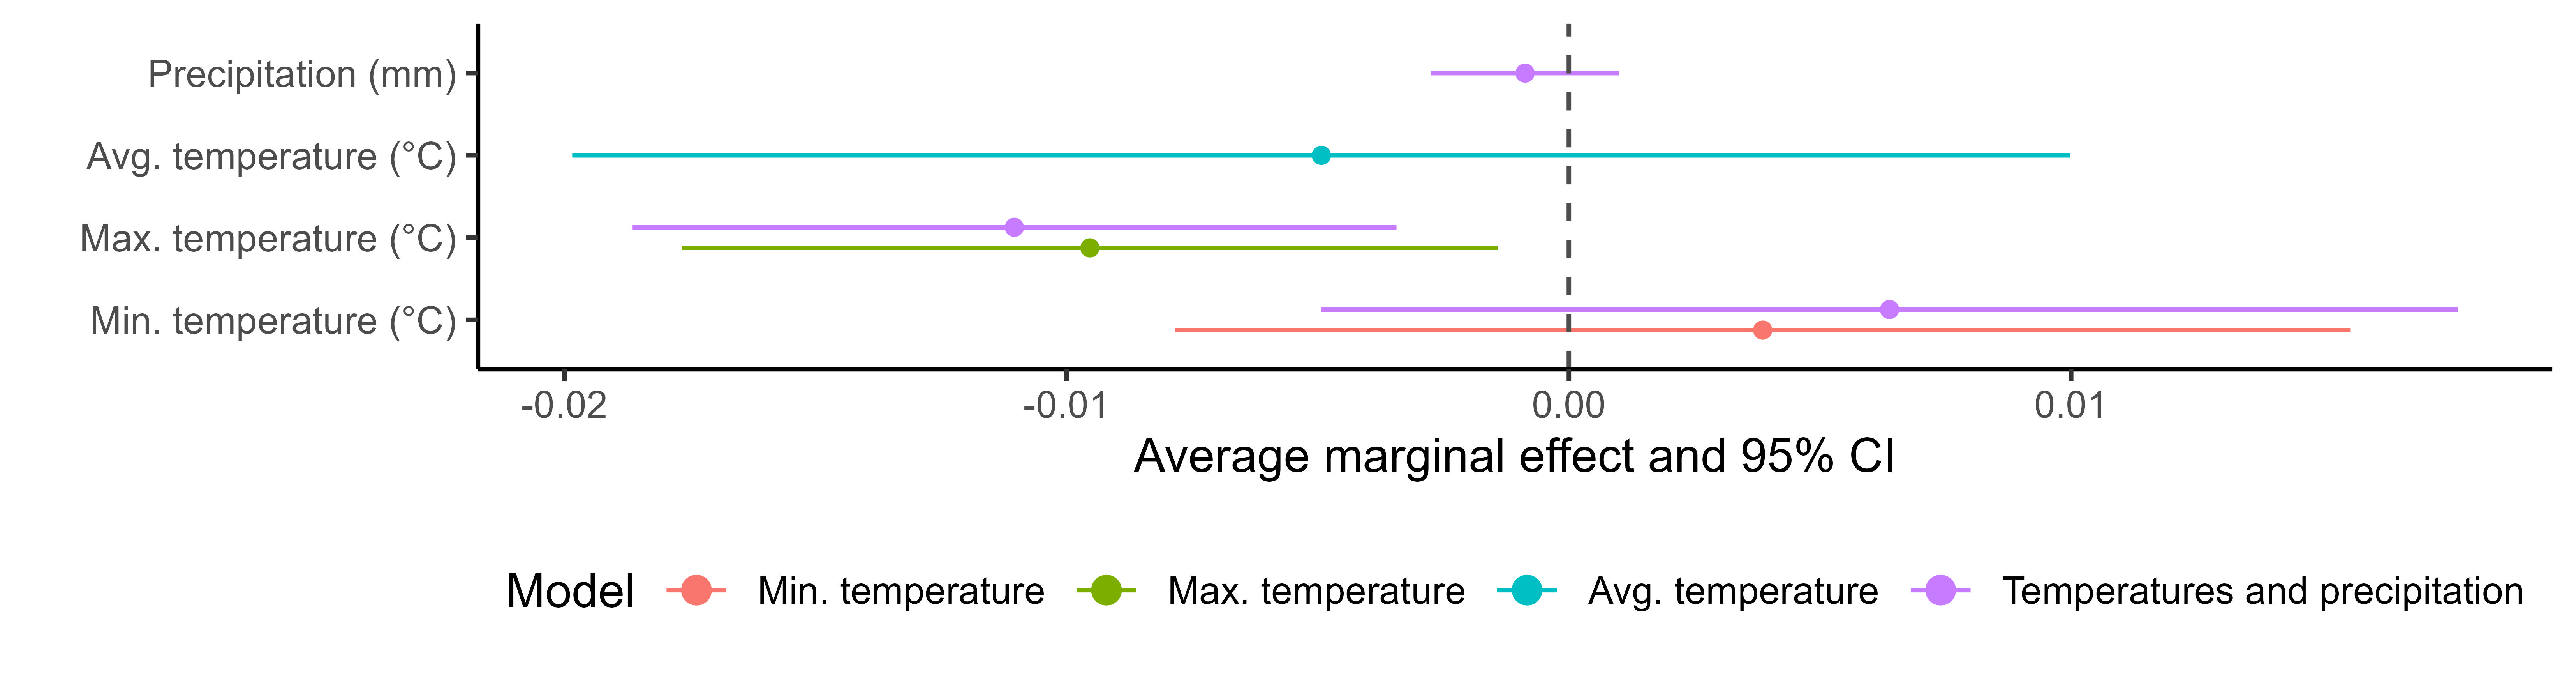 Precipitation (mm)
Avg. temperature (°C)
Max. temperature (°C)
Min. temperature (°C)
-0.02 -0.01 0.00 0.01
Average marginal effect and 95% CI
Model Min. temperature Max. temperature Avg. temperature Temperatures and precipitation